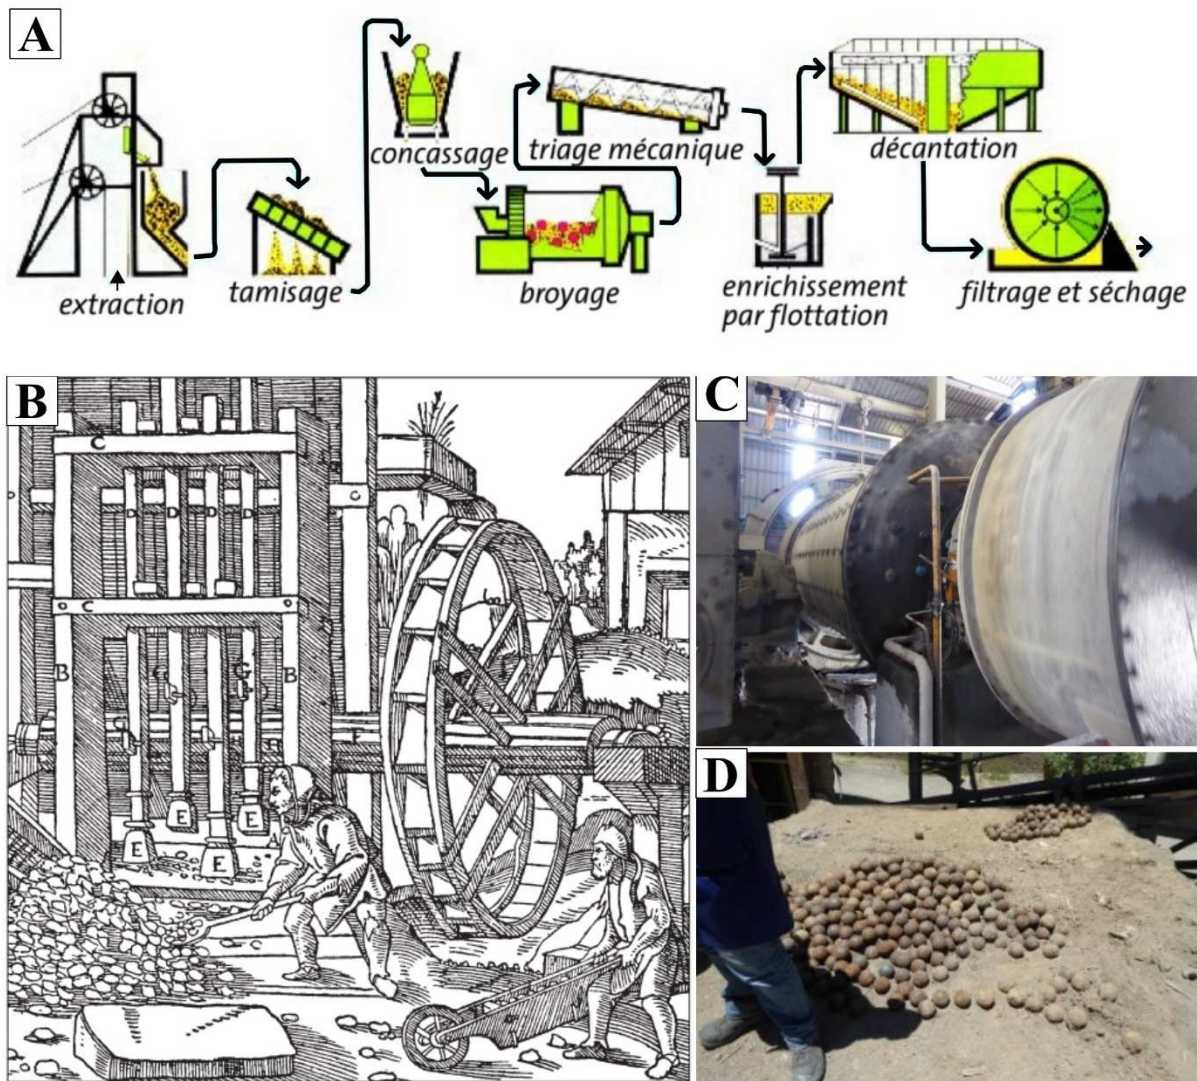 A
extraction
tamisage
concassage
broyage
triage mécanique
enrichissement
par flottation
décantation
filtrage et séchage
B
C
D D D D
C
C
B
G
G
B
F
E
E
E
E
C
D